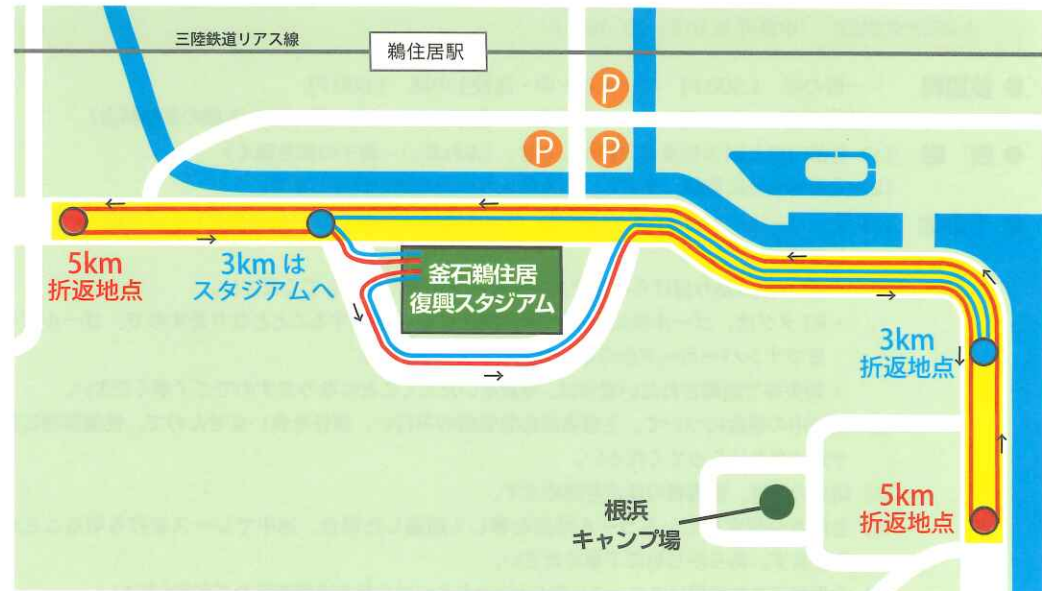 三陸鉄道リアス線
鵜住居駅
P
P
P
5km
折返地点
3kmは
スタジアムへ
釜石鵜住居
復興スタジアム
3km
折返地点
5km
折返地点
根浜
キャンプ場